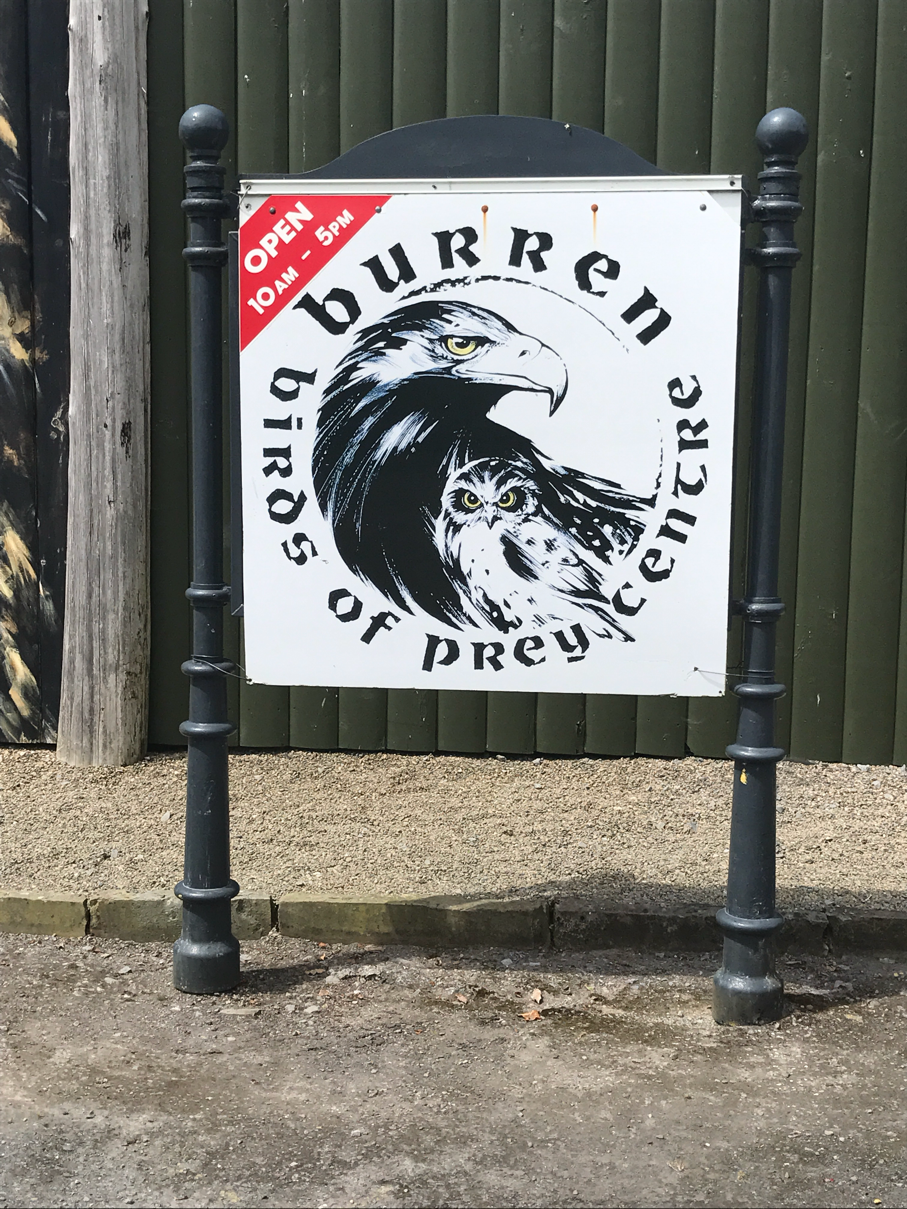 OPEN
10AM - 5PM
burren
birds of prey centre